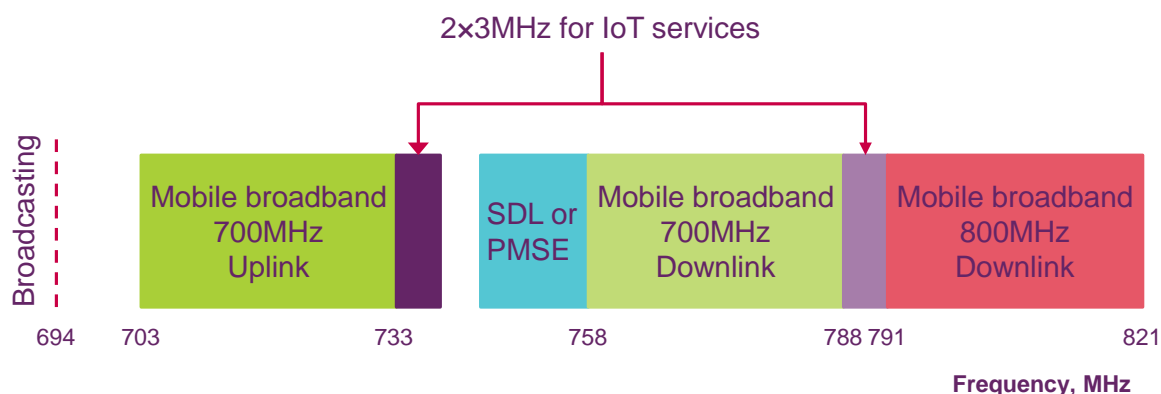 2×3MHz for IoT services
Broadcasting
Mobile broadband
700MHz
Uplink
SDL or
PMSE
Mobile broadband
700MHz
Downlink
Mobile broadband
800MHz
Downlink
694
703
733
758
788
791
821
Frequency, MHz